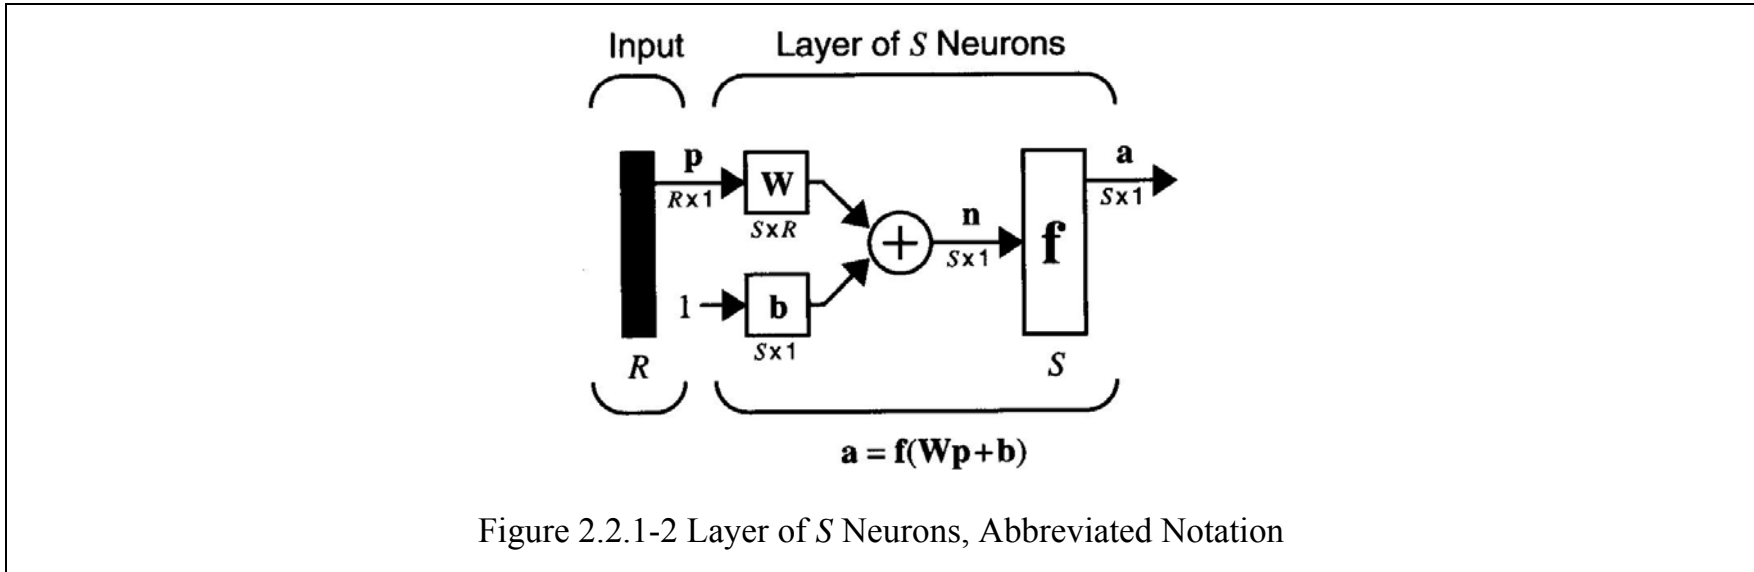 Input
Layer of S Neurons
p
R x 1
W
S x R
1
b
S x 1
+
n
S x 1
f
a
S x 1
R
S
a = f(Wp+b)
Figure 2.2.1-2 Layer of S Neurons, Abbreviated Notation